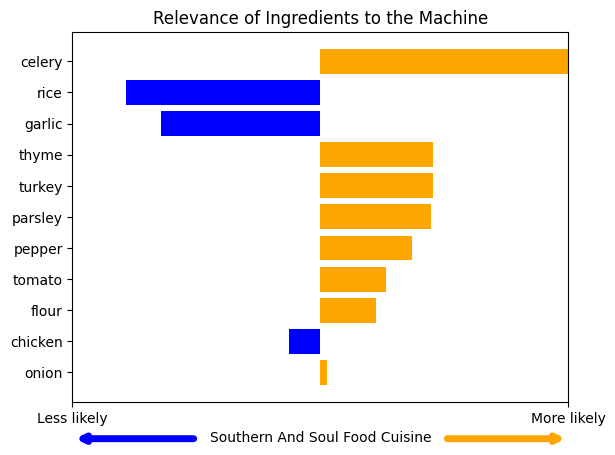 Relevance of Ingredients to the Machine
celery
rice
garlic
thyme
turkey
parsley
pepper
tomato
flour
chicken
onion
Less likely More likely
Southern And Soul Food Cuisine